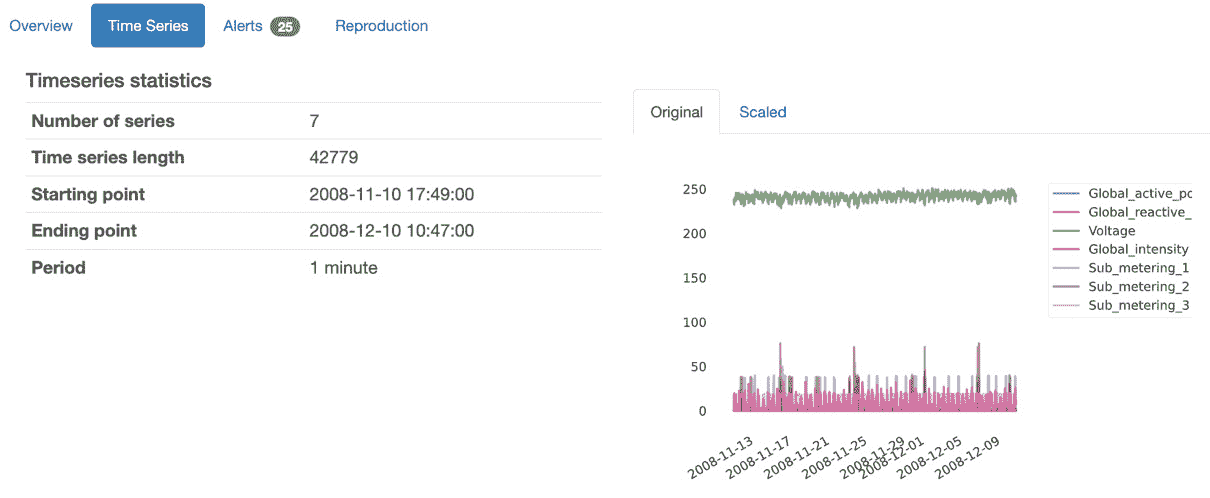 Overview Time Series Alerts 25 Reproduction
Timeseries statistics
Number of series 7
Time series length 42779
Starting point 2008-11-10 17:49:00
Ending point 2008-12-10 10:47:00
Period 1 minute
Original Scaled
250
200
150
100
50
0
2008-11-13 2008-11-17 2008-11-21 2008-11-25 2008-11-29 2008-12-01 2008-12-05 2008-12-09
Global_active_po
Global_reactive_
Voltage
Global_intensity
Sub_metering_1
Sub_metering_2
Sub_metering_3